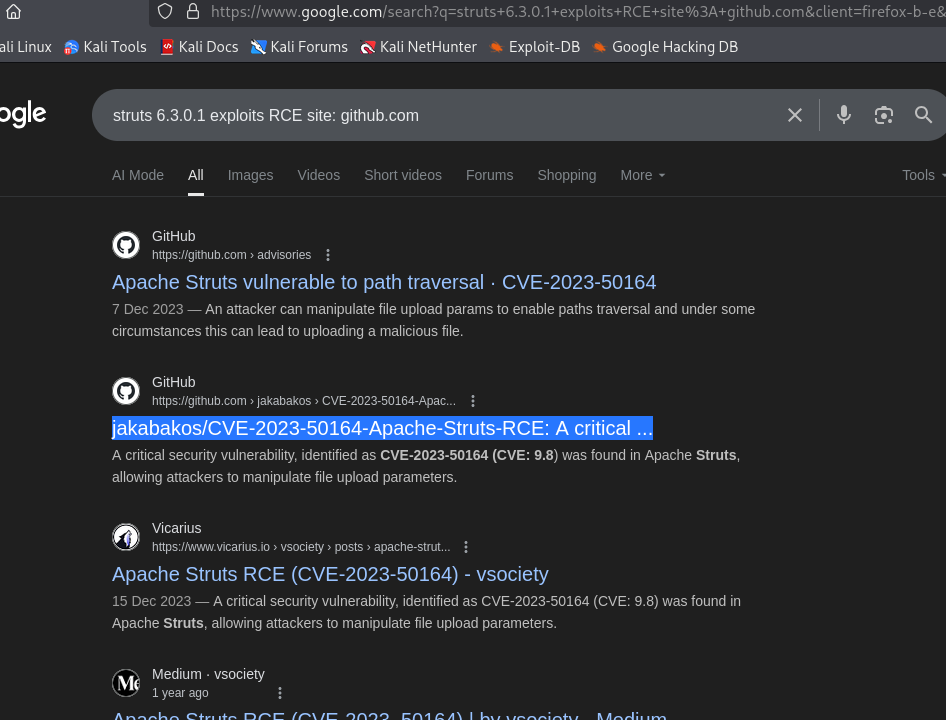 https://www.google.com/search?q=struts+6.3.0.1+exploits+RCE+site%3A+github.com&client=firefox-b-e&
ali Linux Kali Tools Kali Docs Kali Forums Kali NetHunter Exploit-DB Google Hacking DB
ogle struts 6.3.0.1 exploits RCE site: github.com
AI Mode All Images Videos Short videos Forums Shopping More Tools
GitHub
https://github.com › advisories
Apache Struts vulnerable to path traversal · CVE-2023-50164
7 Dec 2023 — An attacker can manipulate file upload params to enable paths traversal and under some
circumstances this can lead to uploading a malicious file.
GitHub
https://github.com › jakabakos › CVE-2023-50164-Apac...
jakabakos/CVE-2023-50164-Apache-Struts-RCE: A critical ...
A critical security vulnerability, identified as CVE-2023-50164 (CVE: 9.8) was found in Apache Struts,
allowing attackers to manipulate file upload parameters.
Vicarius
https://www.vicarius.io › vsociety › posts › apache-strut...
Apache Struts RCE (CVE-2023-50164) - vsociety
15 Dec 2023 — A critical security vulnerability, identified as CVE-2023-50164 (CVE: 9.8) was found in
Apache Struts, allowing attackers to manipulate file upload parameters.
Medium · vsociety
1 year ago
Apache Struts RCE (CVE-2023-50164) | by vsociety - Medium